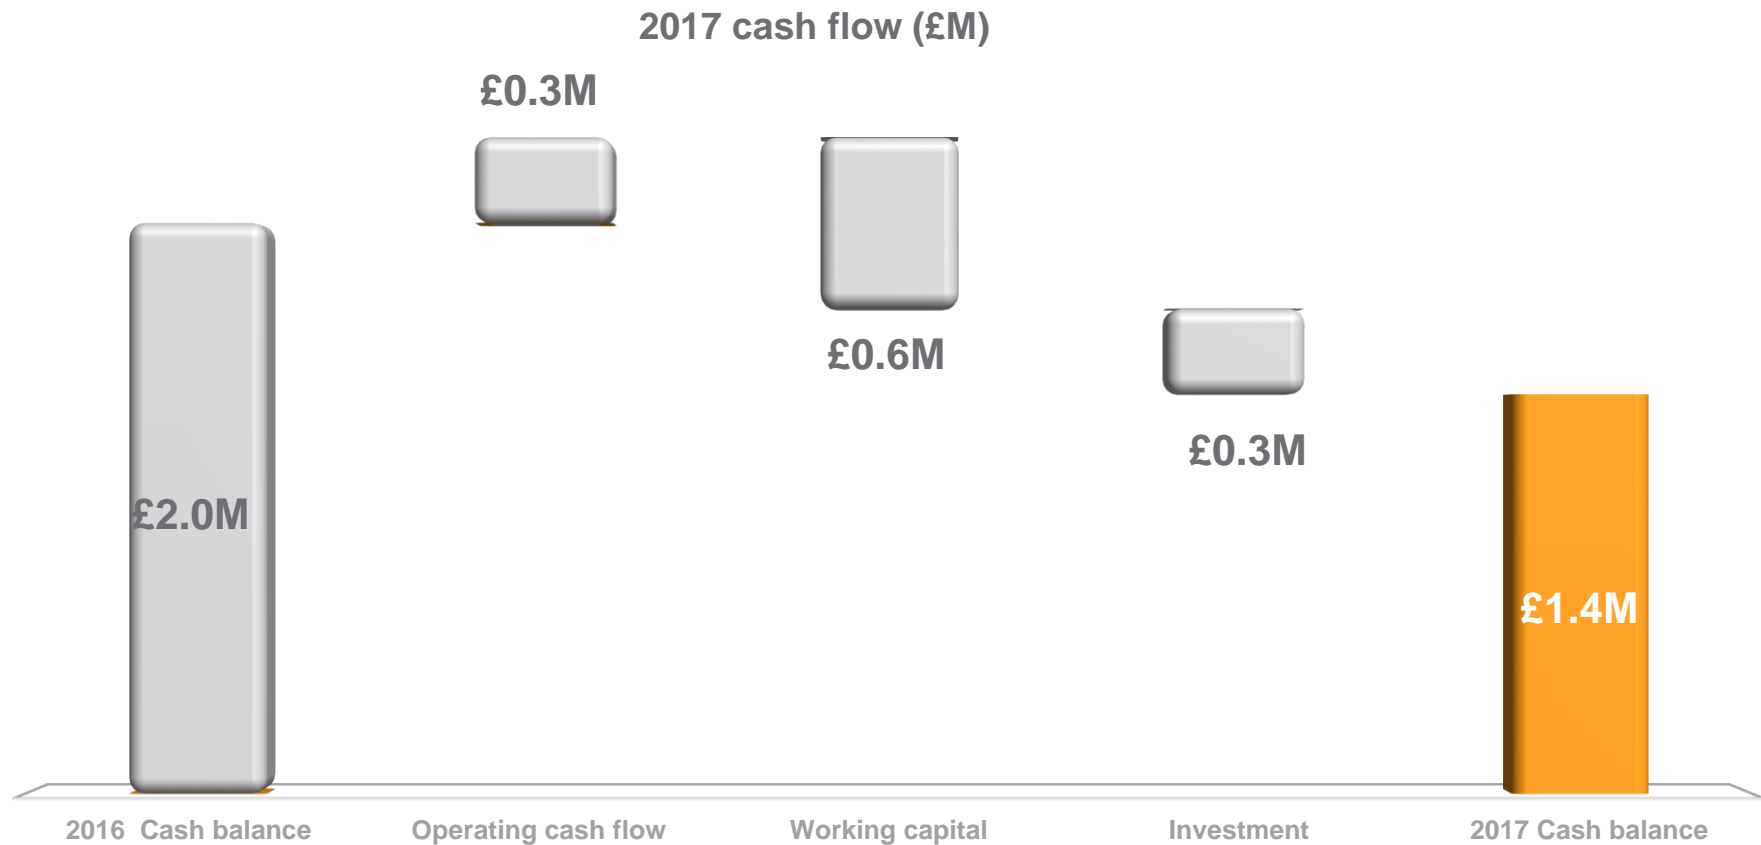 2017 cash flow (£M)
£0.3M
£0.6M
£0.3M
£2.0M
£1.4M
2016  Cash balance
Operating cash flow
Working capital
Investment
2017 Cash balance